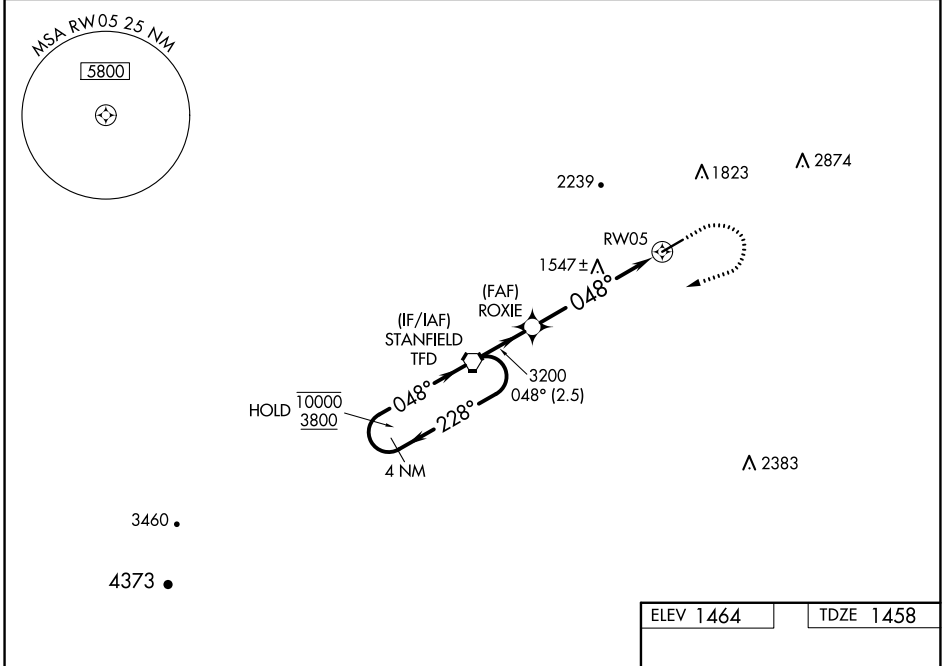 MSA RW05 25 NM
5800
2239
1823
2874
RW05
1547±
048°
(FAF)
ROXIE
(IF/IAF)
STANFIELD
TFD
3200
048° (2.5)
048°
228°
HOLD
10000
3800
4 NM
2383
3460
4373
ELEV 1464
TDZE 1458